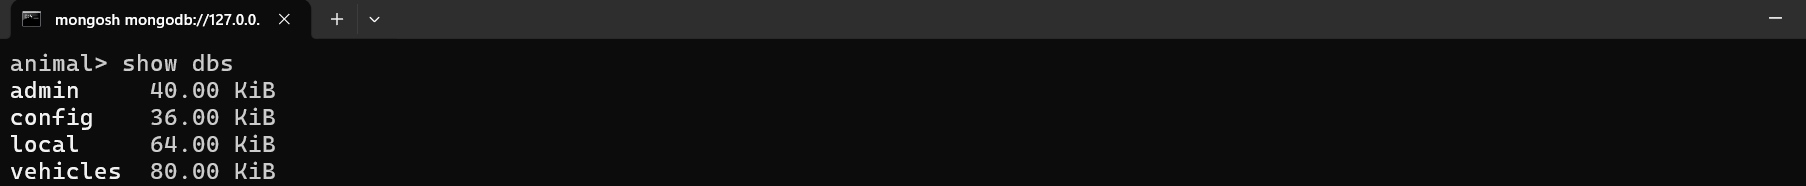 mongosh mongodb://127.0.0.
animal> show dbs
admin     40.00 KiB
config    36.00 KiB
local     64.00 KiB
vehicles  80.00 KiB